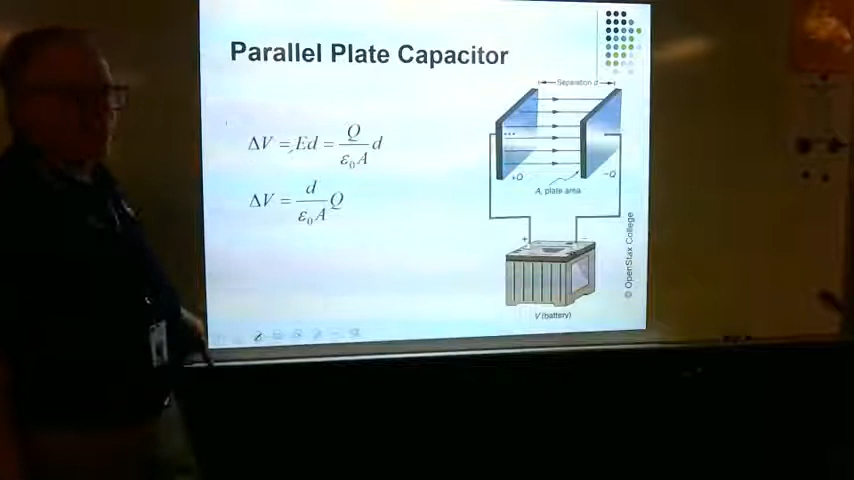 Parallel Plate Capacitor
Separation d
ΔV = Ed = Q/ε₀A d
ΔV = d/ε₀A Q
+Q
−Q
A, plate area
+
−
V (battery)
© OpenStax College